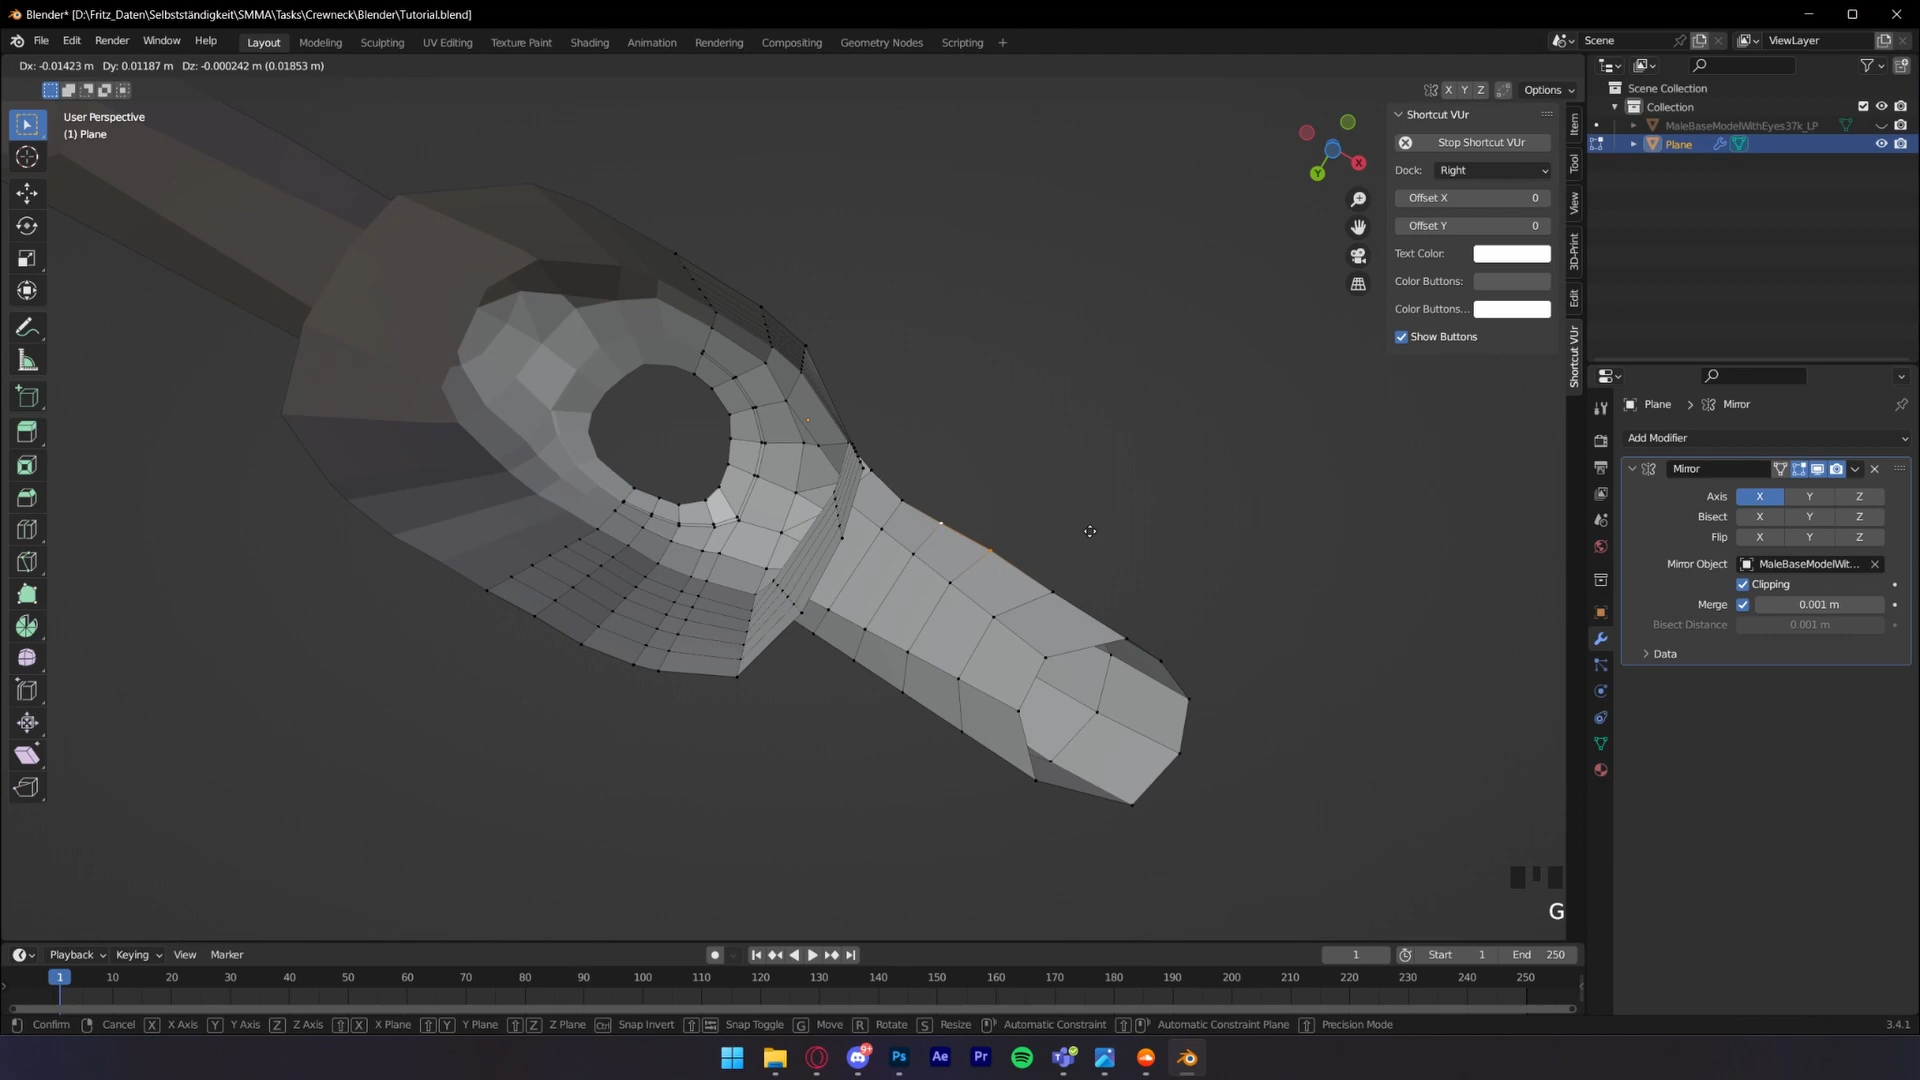 Blender* [D:\Fritz_Daten\Selbstständigkeit\SMMA\Tasks\Crewneck\Blender\Tutorial.blend]
File Edit Render Window Help Layout Modeling Sculpting UV Editing Texture Paint Shading Animation Rendering Compositing Geometry Nodes Scripting + Scene ViewLayer
Dx: -0.01423 m Dy: 0.01187 m Dz: -0.000242 m (0.01853 m)
X Y Z Options
Scene Collection
Collection
MaleBaseModelWithEyes37k_LP
Plane
User Perspective
(1) Plane
Shortcut VUr
Stop Shortcut VUr
Dock: Right
Offset X 0
Offset Y 0
Text Color:
Color Buttons:
Color Buttons...
Show Buttons
X
Y
Item
Tool
View
3D-Print
Edit
Shortcut VUr
Plane > Mirror
Add Modifier
Mirror
Axis X Y Z
Bisect X Y Z
Flip X Y Z
Mirror Object MaleBaseModelWit...
Clipping
Merge 0.001 m
Bisect Distance 0.001 m
Data
G
Playback Keying View Marker 1 Start 1 End 250
1 10 20 30 40 50 60 70 80 90 100 110 120 130 140 150 160 170 180 190 200 210 220 230 240 250
Confirm Cancel X X Axis Y Y Axis Z Z Axis X X Plane Y Y Plane Z Z Plane Ctrl Snap Invert Snap Toggle G Move R Rotate S Resize Automatic Constraint Automatic Constraint Plane Precision Mode 3.4.1
9+ Ps Ae Pr